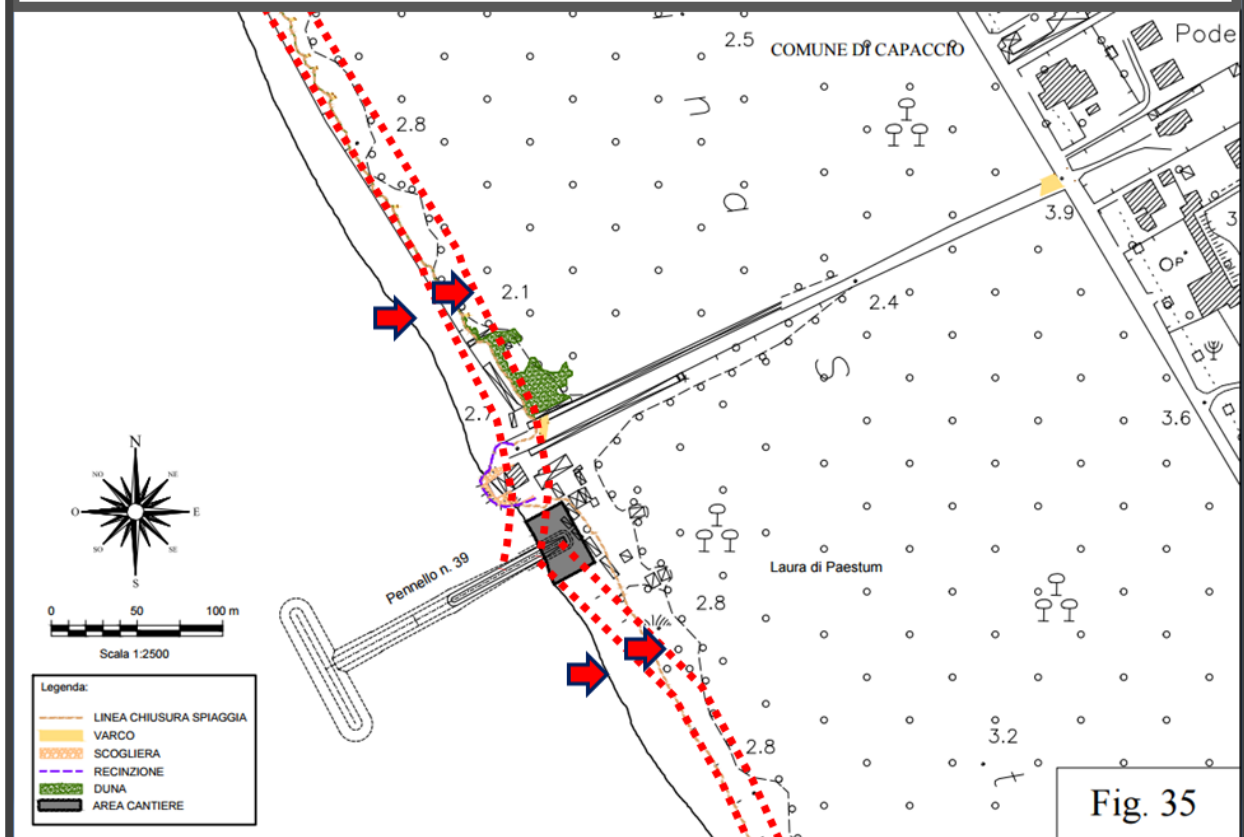 2.5
COMUNE DI CAPACCIO
Pode
2.8
n
a
3.9
2.1
2.4
S
2.7
3.6
P
N
NO
NE
O
E
SO
SE
S
Pennello n. 39
Laura di Paestum
2.8
0 50 100 m
Scala 1:2500
2.8
3.2
t
Legenda:
LINEA CHIUSURA SPIAGGIA
VARCO
SCOGLIERA
RECINZIONE
DUNA
AREA CANTIERE
Fig. 35